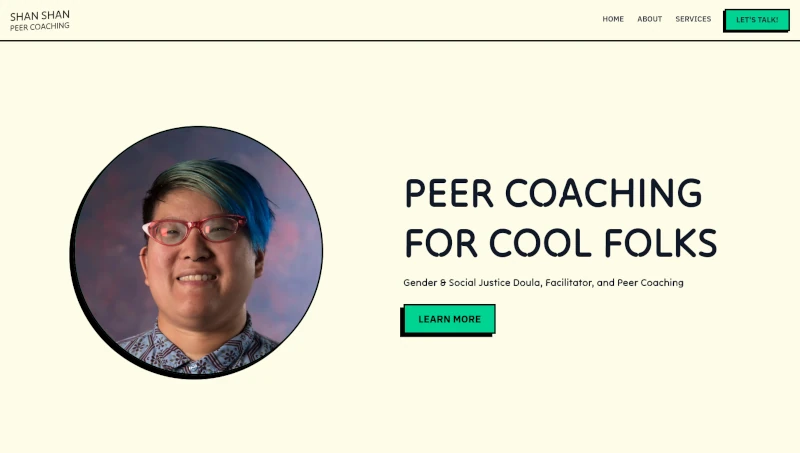 SHAN SHAN
PEER COACHING
HOME ABOUT SERVICES LET'S TALK!
PEER COACHING
FOR COOL FOLKS
Gender & Social Justice Doula, Facilitator, and Peer Coaching
LEARN MORE